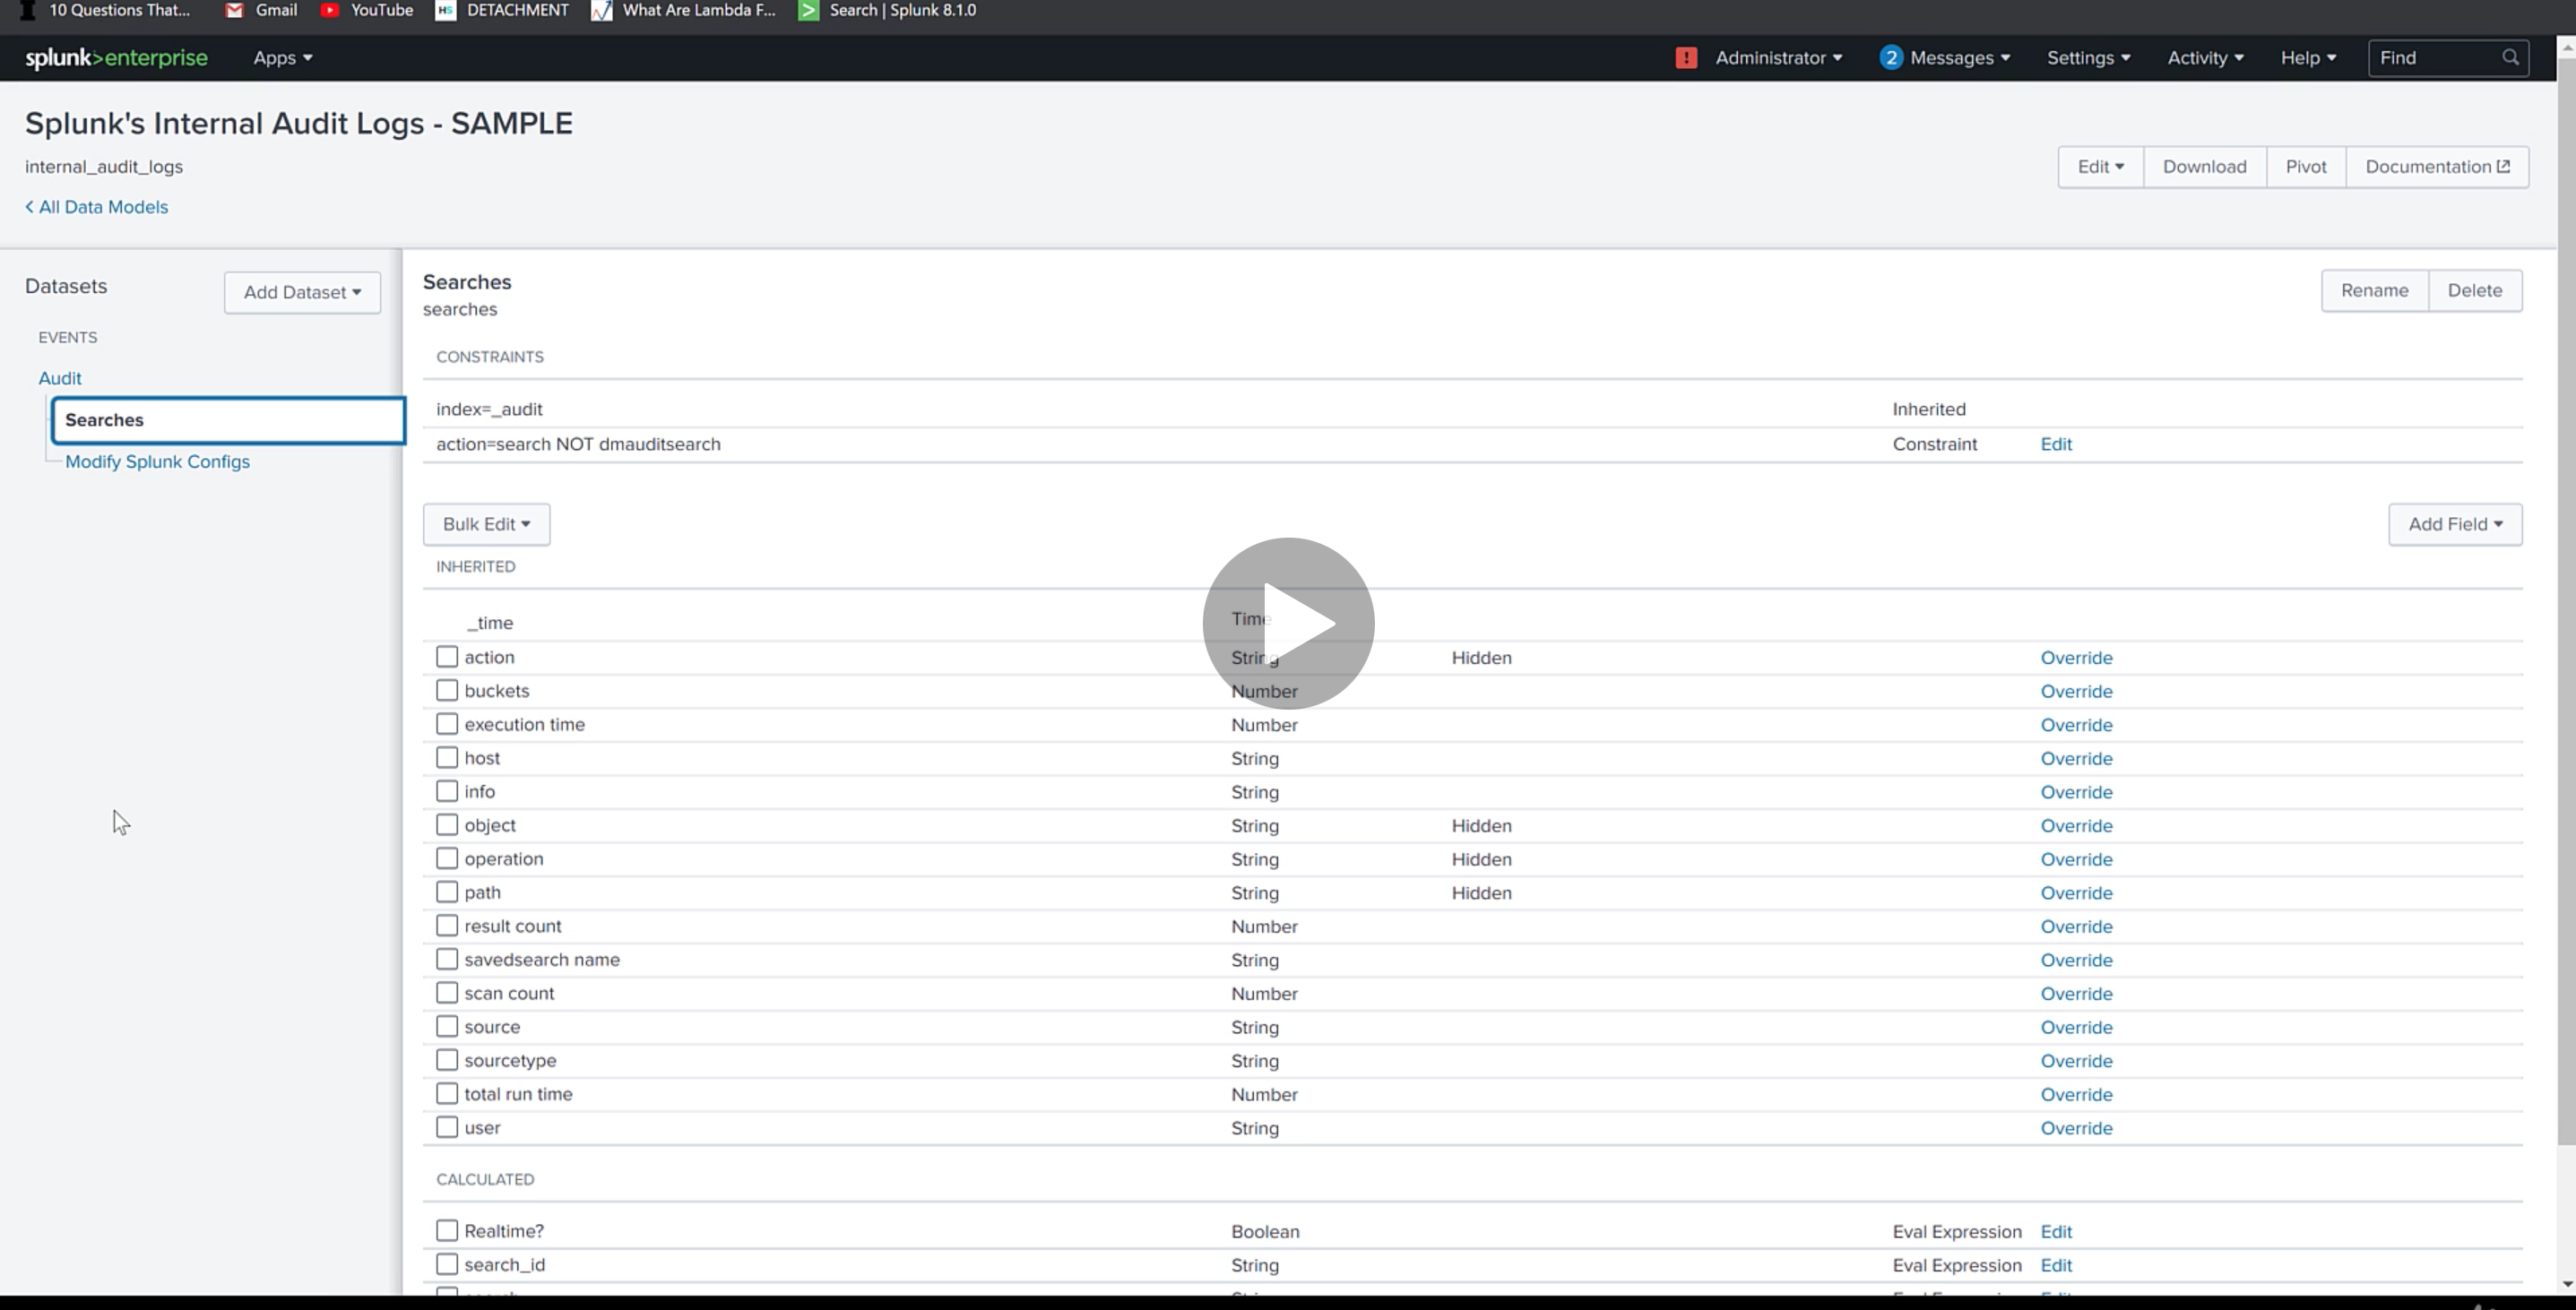 10 Questions That... Gmail YouTube HS DETACHMENT What Are Lambda F... Search | Splunk 8.1.0
splunk>enterprise Apps ! Administrator 2 Messages Settings Activity Help Find
Splunk's Internal Audit Logs - SAMPLE
internal_audit_logs
Edit Download Pivot Documentation
< All Data Models
Datasets
Add Dataset
EVENTS
Audit
Searches
Modify Splunk Configs
Searches
searches
Rename Delete
CONSTRAINTS
index=_audit Inherited
action=search NOT dmauditsearch Constraint Edit
Bulk Edit Add Field
INHERITED
_time Time
action String Hidden Override
buckets Number Override
execution time Number Override
host String Override
info String Override
object String Hidden Override
operation String Hidden Override
path String Hidden Override
result count Number Override
savedsearch name String Override
scan count Number Override
source String Override
sourcetype String Override
total run time Number Override
user String Override
CALCULATED
Realtime? Boolean Eval Expression Edit
search_id String Eval Expression Edit